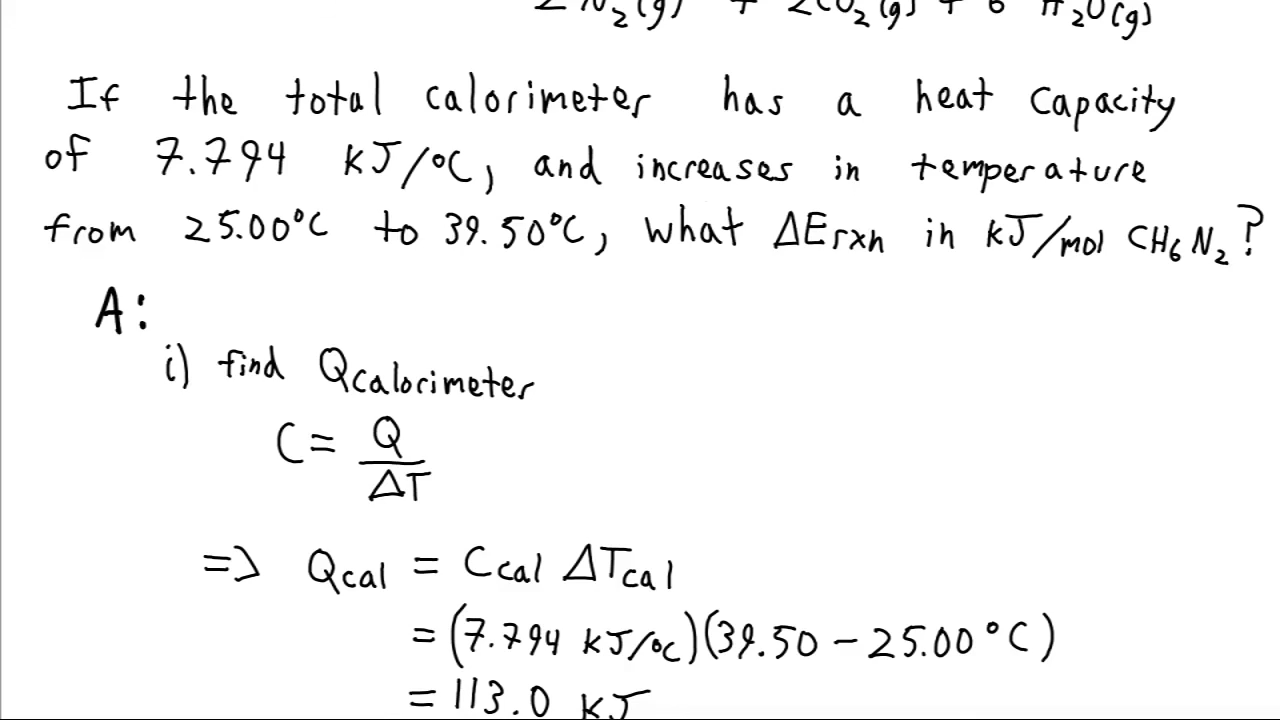 2 N₂(g) + 2CO₂(g) + 6 H₂O(g)
If the total calorimeter has a heat capacity
of 7.794 kJ/°C, and increases in temperature
from 25.00°C to 39.50°C, what ΔErxn in kJ/mol CH₆N₂?
A:
i) find Qcalorimeter
C = Q/ΔT
=> Qcal = Ccal ΔTcal
= (7.794 kJ/°C)(39.50 - 25.00 °C)
= 113.0 kJ